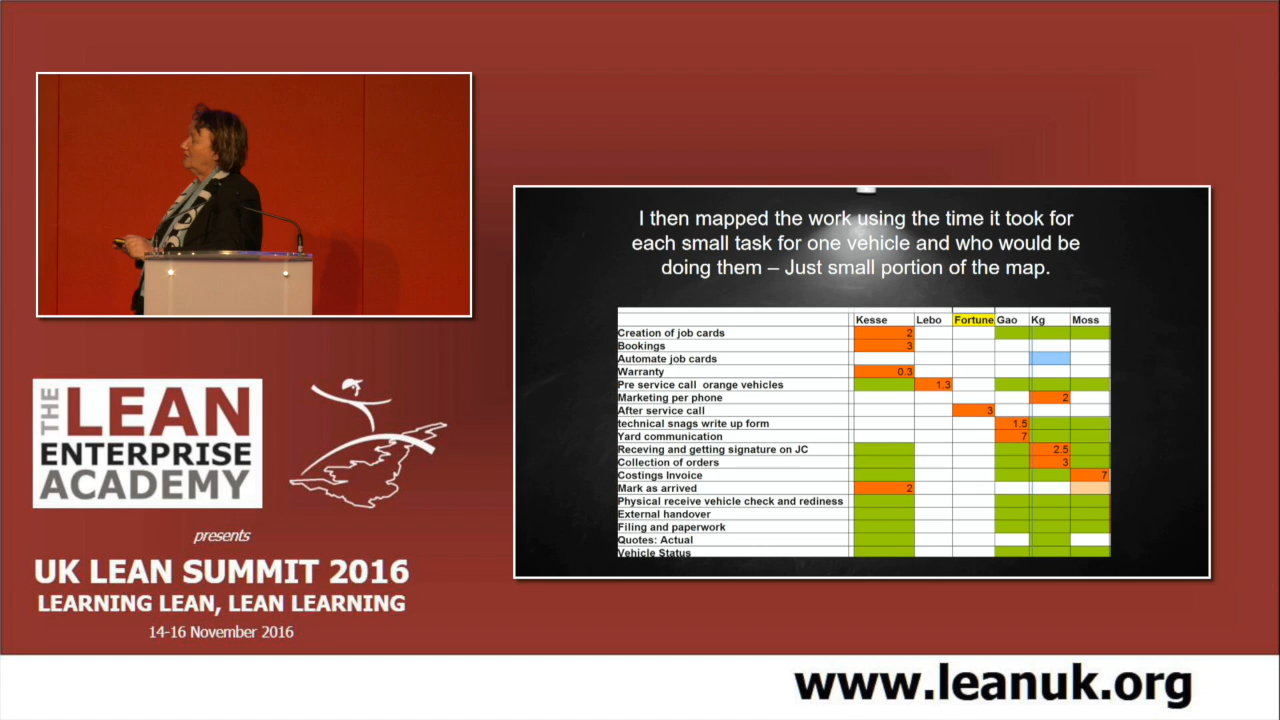 I then mapped the work using the time it took for
each small task for one vehicle and who would be
doing them – Just small portion of the map.
Kesse Lebo Fortune Gao Kg Moss
Creation of job cards 2
Bookings 3
Automate job cards
Warranty 0.3
Pre service call orange vehicles 1.3
Marketing per phone 2
After service call 3
technical snags write up form 1.5
Yard communication 7
Receving and getting signature on JC 2.5
Collection of orders 3
Costings Invoice 7
Mark as arrived 2
Physical receive vehicle check and rediness
External handover
Filing and paperwork
Quotes: Actual
Vehicle Status
THE LEAN
ENTERPRISE
ACADEMY
presents
UK LEAN SUMMIT 2016
LEARNING LEAN, LEAN LEARNING
14-16 November 2016
www.leanuk.org